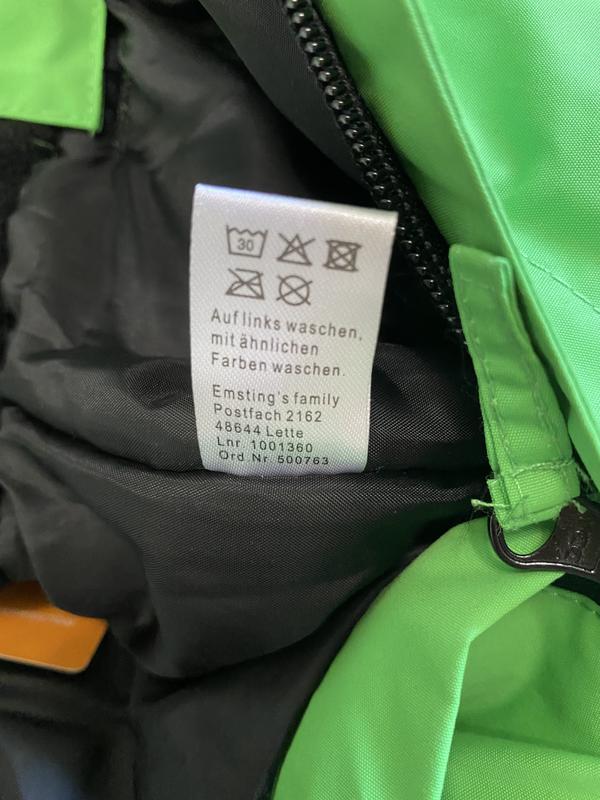 30
Auf links waschen,
mit ähnlichen
Farben waschen.
Emsting's family
Postfach 2162
48644 Lette
Lnr. 1001360
Ord Nr. 500763